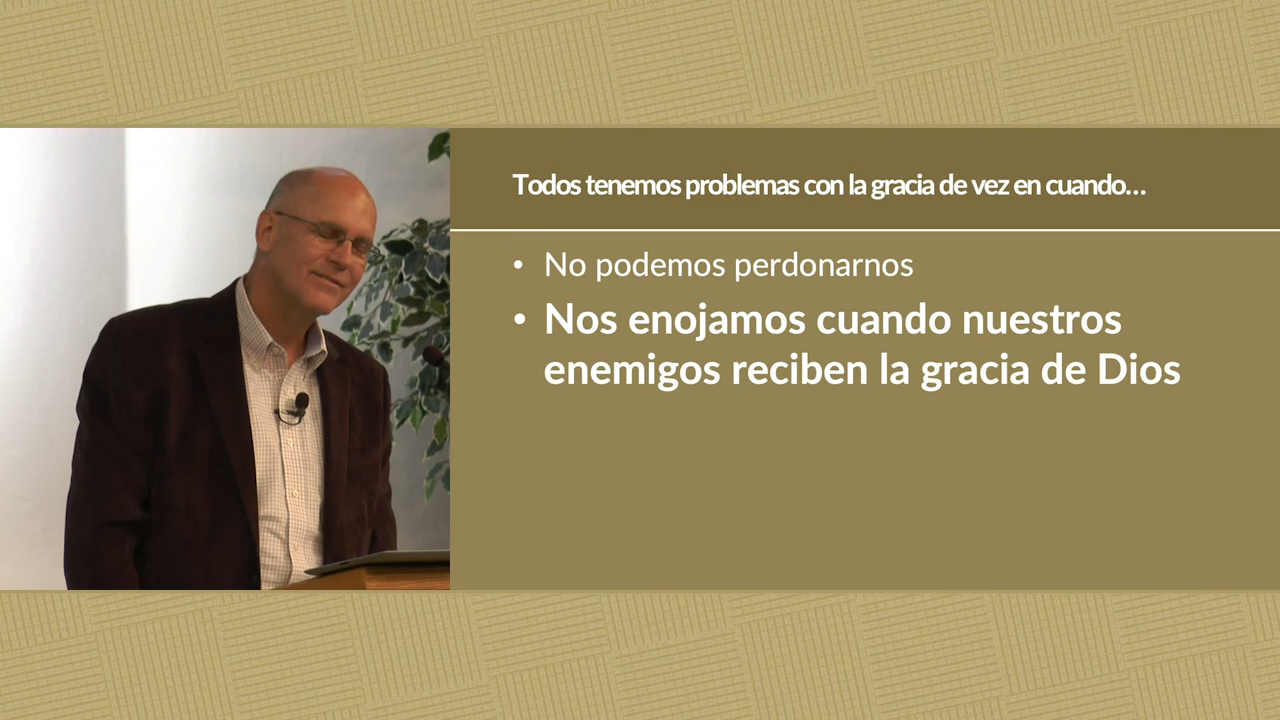 Todos tenemos problemas con la gracia de vez en cuando...
• No podemos perdonarnos
• Nos enojamos cuando nuestros
enemigos reciben la gracia de Dios